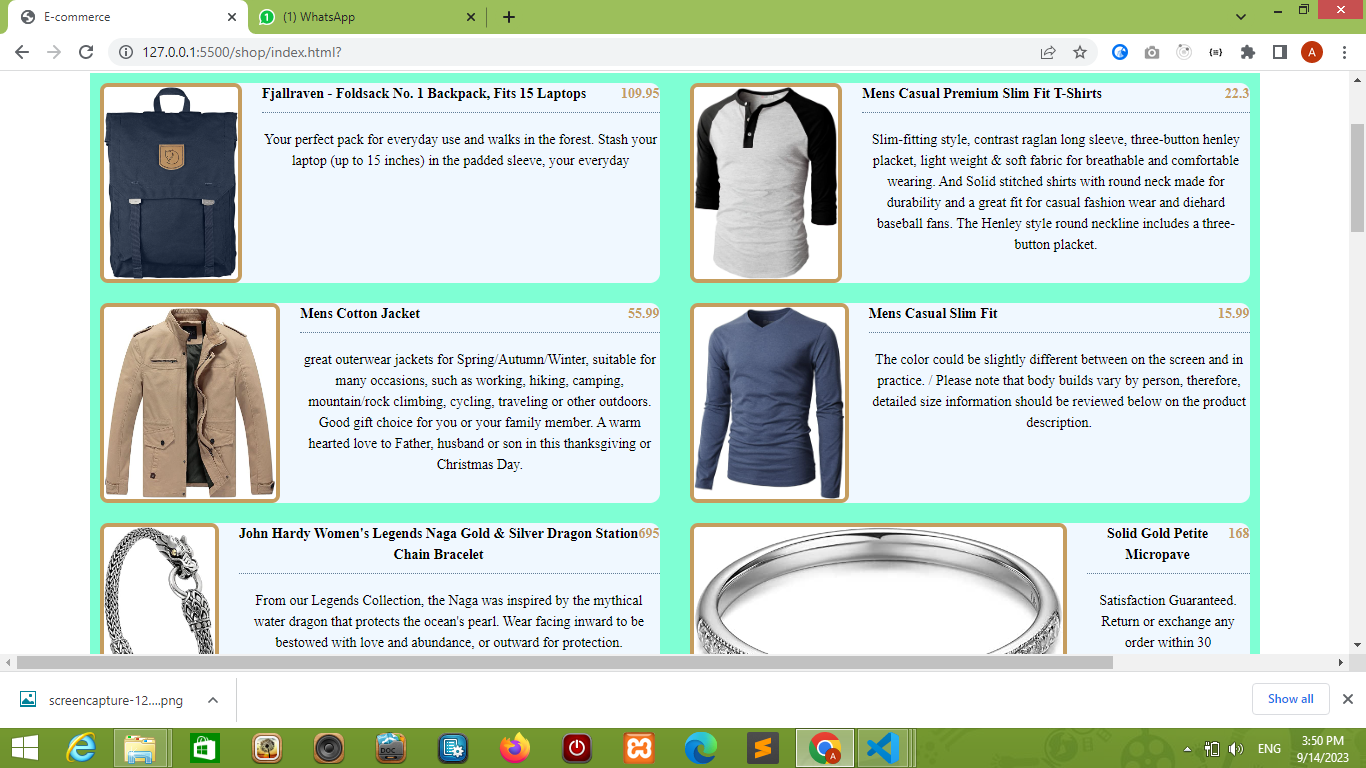 E-commerce
(1) WhatsApp
127.0.0.1:5500/shop/index.html?
A
Fjallraven - Foldsack No. 1 Backpack, Fits 15 Laptops 109.95
Your perfect pack for everyday use and walks in the forest. Stash your
laptop (up to 15 inches) in the padded sleeve, your everyday
Mens Casual Premium Slim Fit T-Shirts 22.3
Slim-fitting style, contrast raglan long sleeve, three-button henley
placket, light weight & soft fabric for breathable and comfortable
wearing. And Solid stitched shirts with round neck made for
durability and a great fit for casual fashion wear and diehard
baseball fans. The Henley style round neckline includes a three-
button placket.
Mens Cotton Jacket 55.99
great outerwear jackets for Spring/Autumn/Winter, suitable for
many occasions, such as working, hiking, camping,
mountain/rock climbing, cycling, traveling or other outdoors.
Good gift choice for you or your family member. A warm
hearted love to Father, husband or son in this thanksgiving or
Christmas Day.
Mens Casual Slim Fit 15.99
The color could be slightly different between on the screen and in
practice. / Please note that body builds vary by person, therefore,
detailed size information should be reviewed below on the product
description.
John Hardy Women's Legends Naga Gold & Silver Dragon Station 695
Chain Bracelet
From our Legends Collection, the Naga was inspired by the mythical
water dragon that protects the ocean's pearl. Wear facing inward to be
bestowed with love and abundance, or outward for protection.
Solid Gold Petite 168
Micropave
Satisfaction Guaranteed.
Return or exchange any
order within 30
screencapture-12....png
Show all
DOC
A
ENG
3:50 PM
9/14/2023